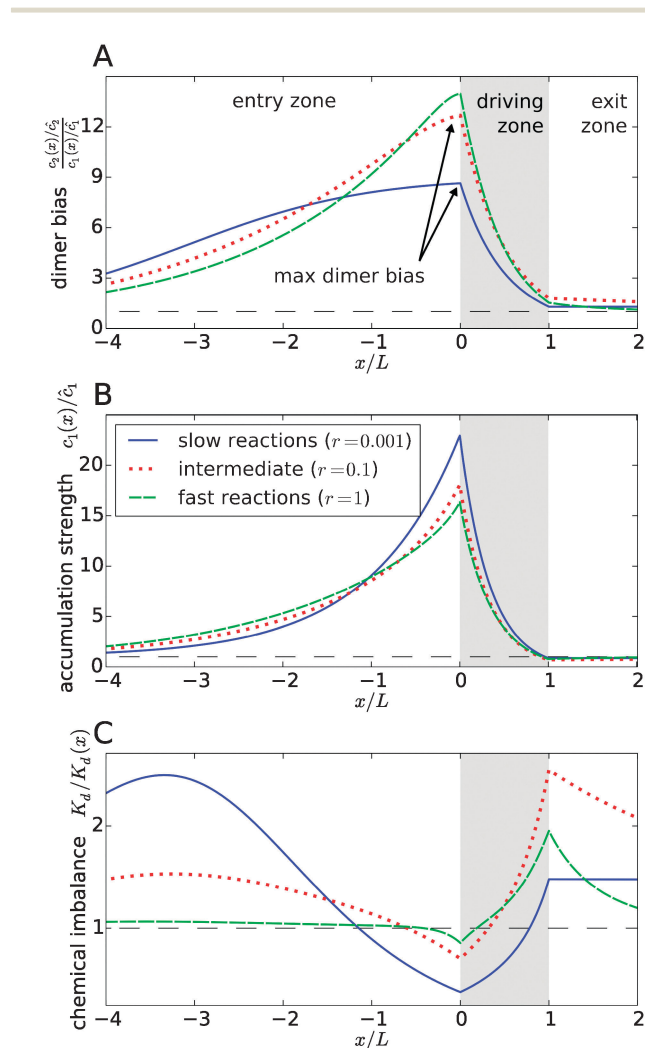 A
dimer bias c₂(x)/ĉ₂ / c₁(x)/ĉ₁
12
9
6
3
0
entry zone
driving
zone
exit
zone
max dimer bias
−4 −3 −2 −1 0 1 2
x/L
B
accumulation strength c₁(x)/ĉ₁
20
15
10
5
0
slow reactions (r=0.001)
intermediate (r=0.1)
fast reactions (r=1)
−4 −3 −2 −1 0 1 2
x/L
C
chemical imbalance K_d/K_d(x)
2
1
−4 −3 −2 −1 0 1 2
x/L